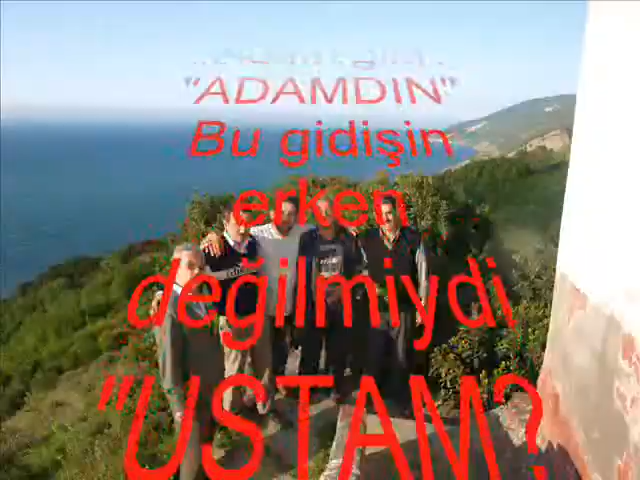 "ADAMDIN"
Bu gidişin
erken
değilmiydi
"USTAM?